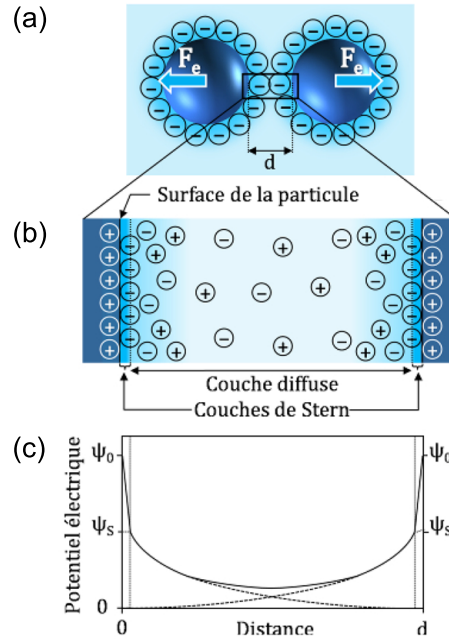 (a)
Fe
Fe
d
Surface de la particule
(b)
Couche diffuse
Couches de Stern
(c)
Potentiel électrique
ψ0
ψS
0
ψ0
ψS
0
Distance
d